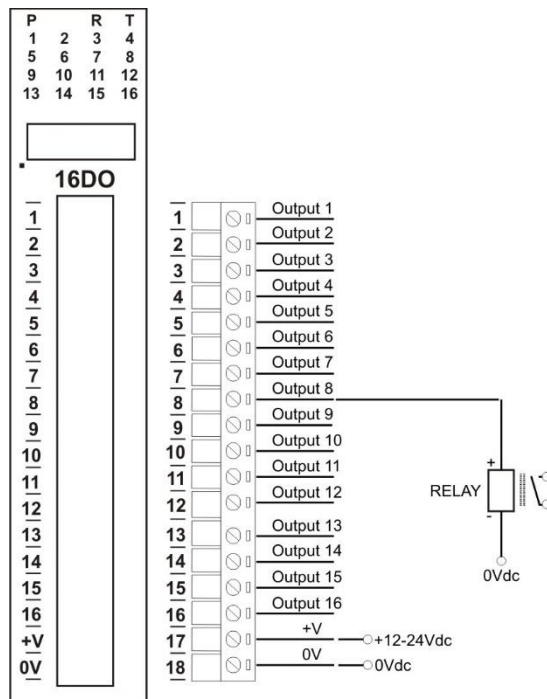 P R T
1 2 3 4
5 6 7 8
9 10 11 12
13 14 15 16
16DO
1
2
3
4
5
6
7
8
9
10
11
12
13
14
15
16
+V
0V
1 Output 1
2 Output 2
3 Output 3
4 Output 4
5 Output 5
6 Output 6
7 Output 7
8 Output 8
9 Output 9
10 Output 10
11 Output 11
12 Output 12
13 Output 13
14 Output 14
15 Output 15
16 Output 16
17 +V +12-24Vdc
18 0V 0Vdc
+
RELAY
-
0Vdc